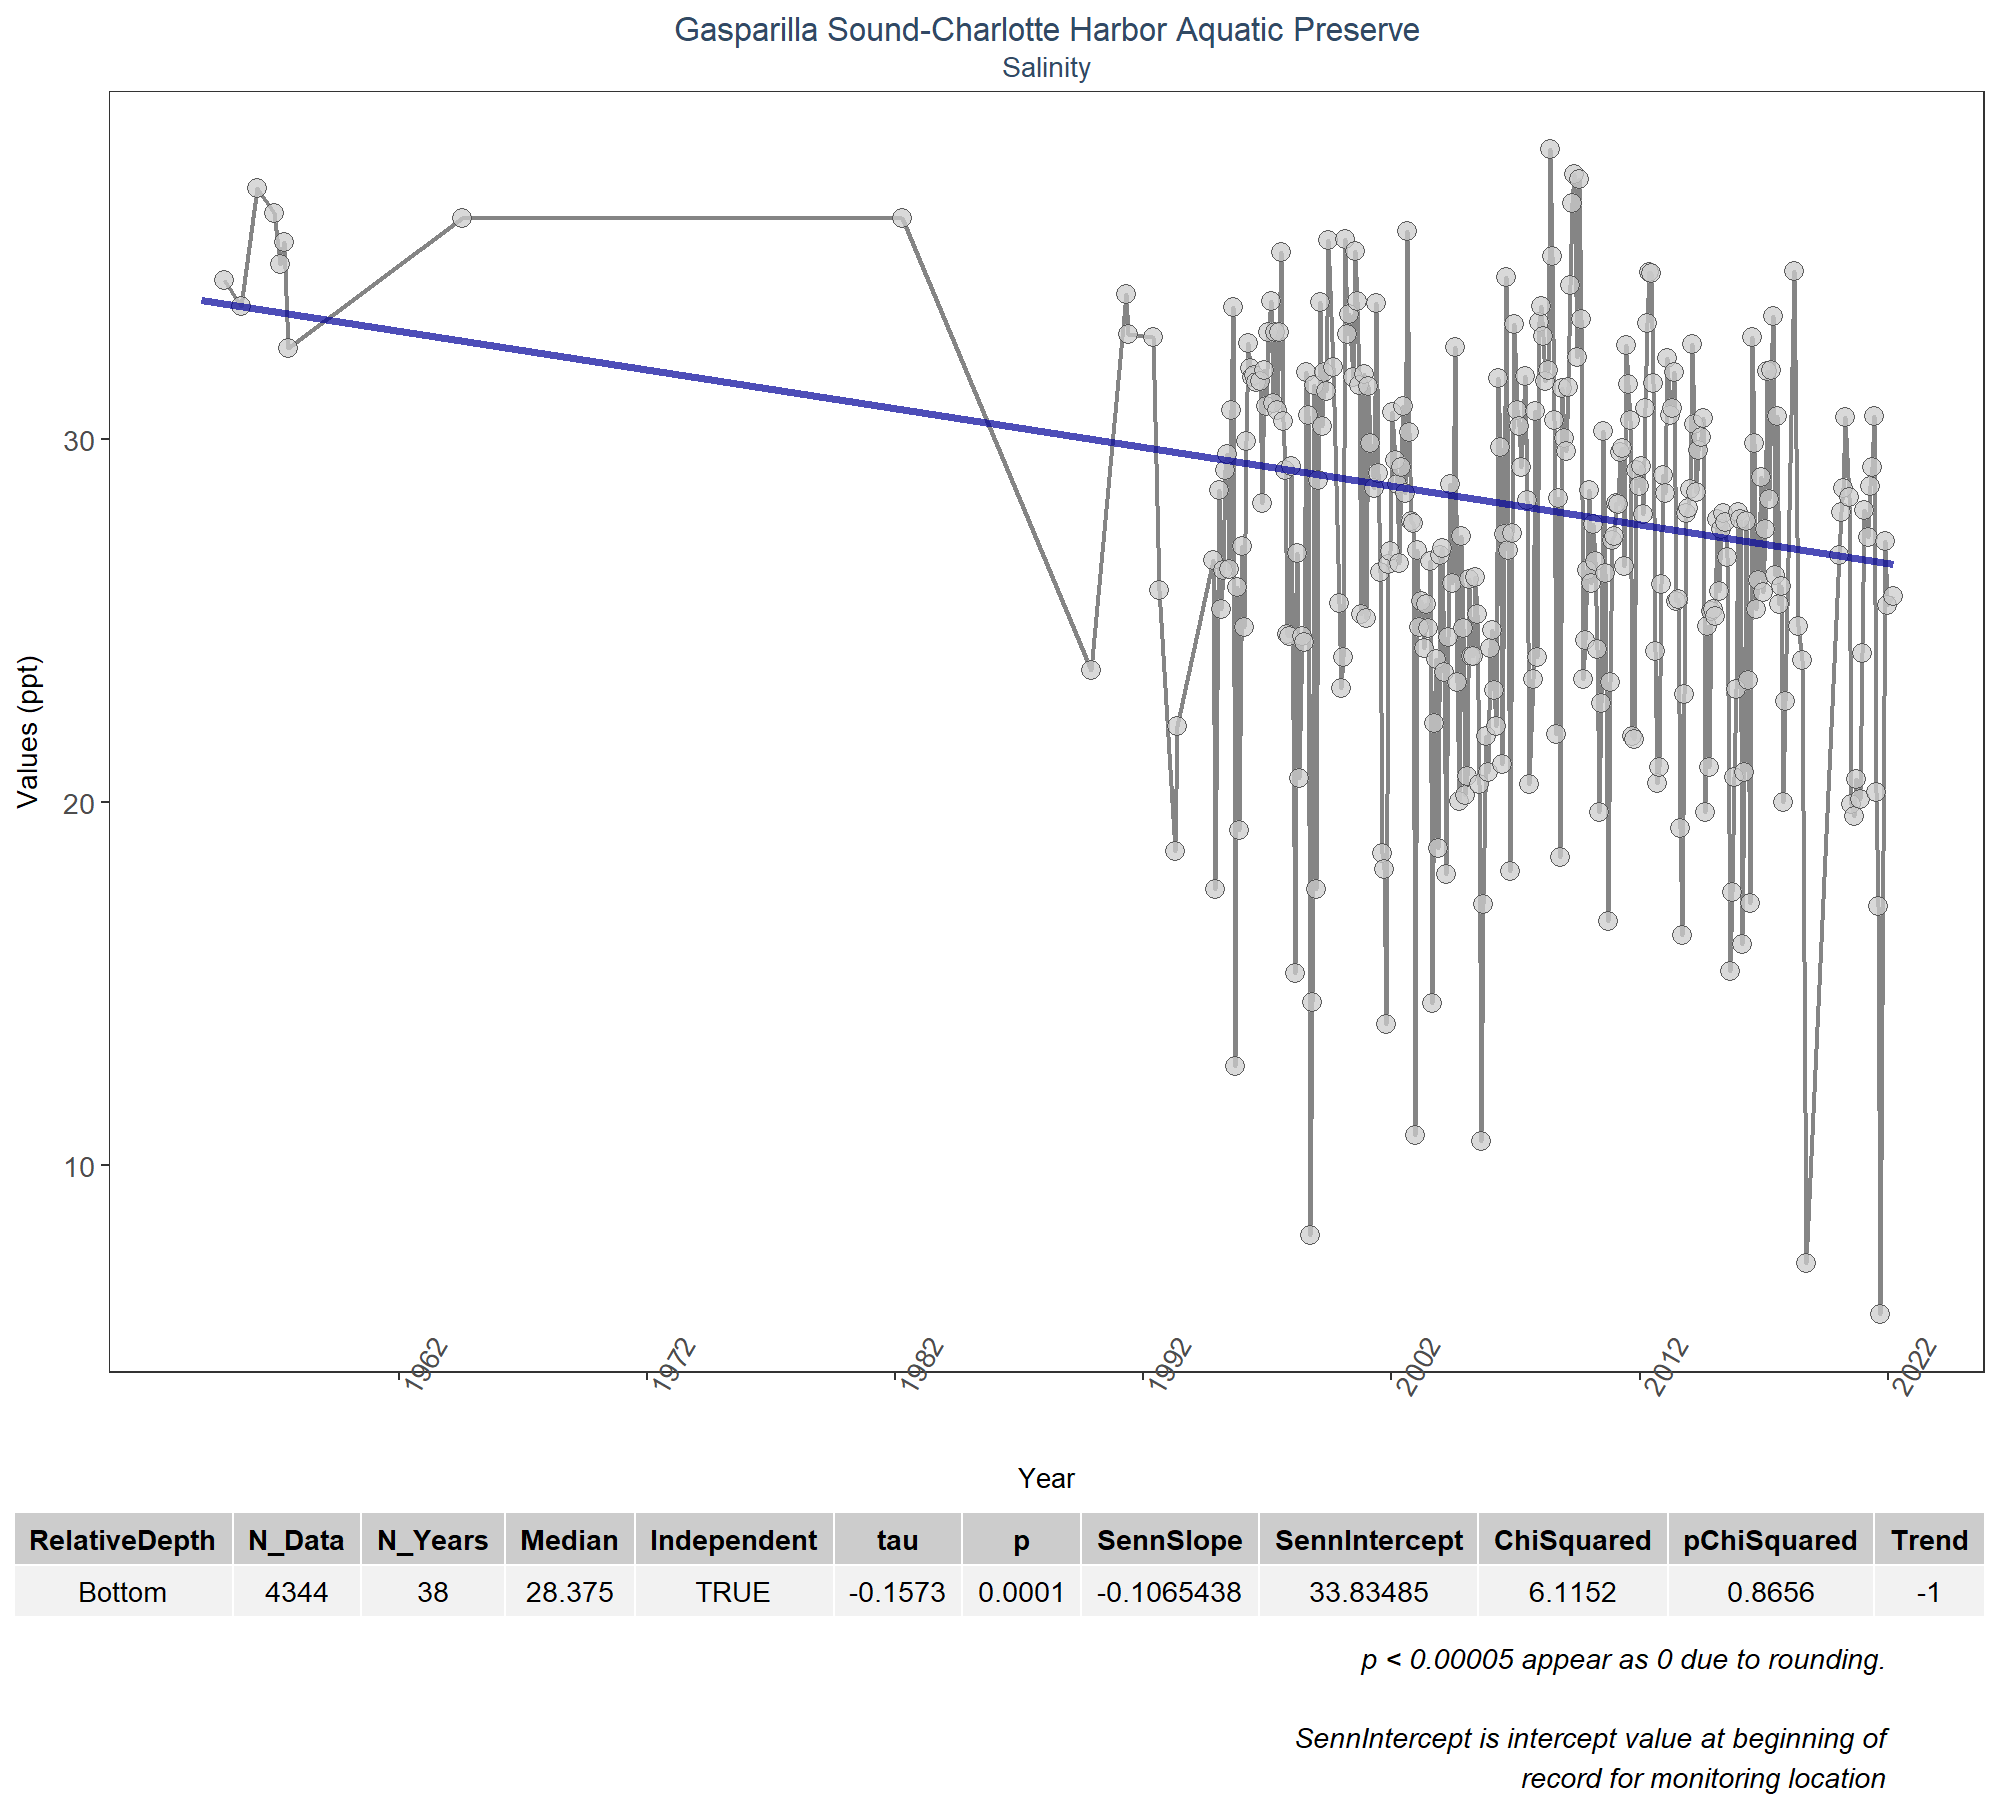 Gasparilla Sound-Charlotte Harbor Aquatic Preserve
Salinity
Values (ppt)
30
20
10
1962 1972 1982 1992 2002 2012 2022
Year
RelativeDepth N_Data N_Years Median Independent tau p SennSlope SennIntercept ChiSquared pChiSquared Trend
Bottom 4344 38 28.375 TRUE -0.1573 0.0001 -0.1065438 33.83485 6.1152 0.8656 -1
p < 0.00005 appear as 0 due to rounding.
SennIntercept is intercept value at beginning of
record for monitoring location